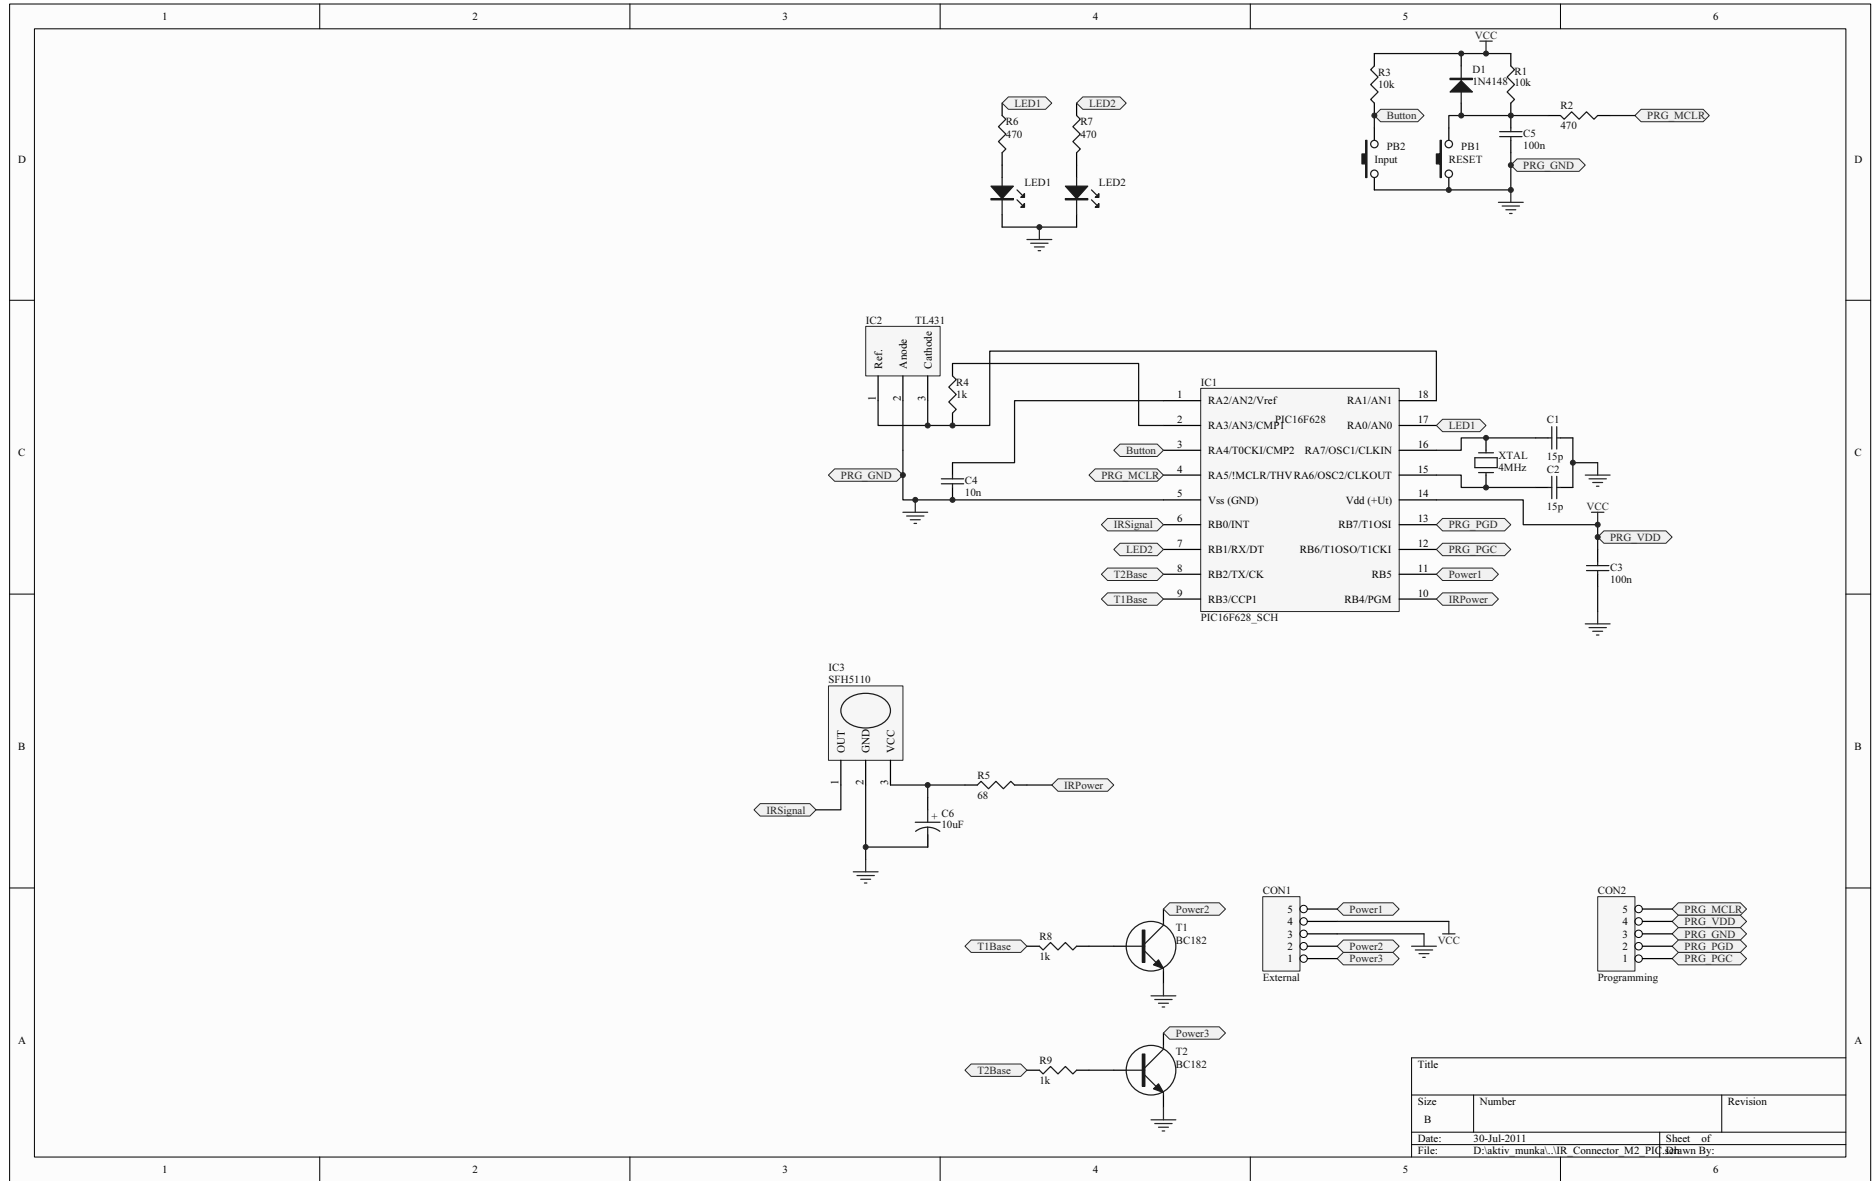 1 2 3 4 5 6
D
C
B
A
D
C
B
A
1 2 3 4 5 6
LED1
R6
470
LED1
LED2
R7
470
LED2
VCC
R3
10k
D1
1N4148
R1
10k
Button
R2
470
PRG_MCLR
PB2
Input
PB1
RESET
C5
100n
PRG_GND
IC2 TL431
Ref.
Anode
Cathode
1
2
3
R4
1k
PRG_GND
C4
10n
IC1
PIC16F628
1 RA2/AN2/Vref
2 RA3/AN3/CMP1
Button 3 RA4/T0CKI/CMP2
PRG_MCLR 4 RA5/!MCLR/THV
5 Vss (GND)
IRSignal 6 RB0/INT
LED2 7 RB1/RX/DT
T2Base 8 RB2/TX/CK
T1Base 9 RB3/CCP1
RA1/AN1 18
RA0/AN0 17 LED1
RA7/OSC1/CLKIN 16
RA6/OSC2/CLKOUT 15
Vdd (+Ut) 14
RB7/T1OSI 13 PRG_PGD
RB6/T1OSO/T1CKI 12 PRG_PGC
RB5 11 Power1
RB4/PGM 10 IRPower
PIC16F628_SCH
C1
15p
XTAL
4MHz
C2
15p
VCC
PRG_VDD
C3
100n
IC3
SFH5110
OUT
GND
VCC
1
2
3
IRSignal
R5
68
IRPower
+ C6
10uF
Power2
T1
BC182
T1Base
R8
1k
Power3
T2
BC182
T2Base
R9
1k
CON1
5 Power1
4
3
2 Power2
1 Power3
VCC
External
CON2
5 PRG_MCLR
4 PRG_VDD
3 PRG_GND
2 PRG_PGD
1 PRG_PGC
Programming
Title
Size
B
Number
Revision
Date: 30-Jul-2011
Sheet of
File: D:\aktiv_munka\..\IR_Connector_M2_PIC.sch
Drawn By: